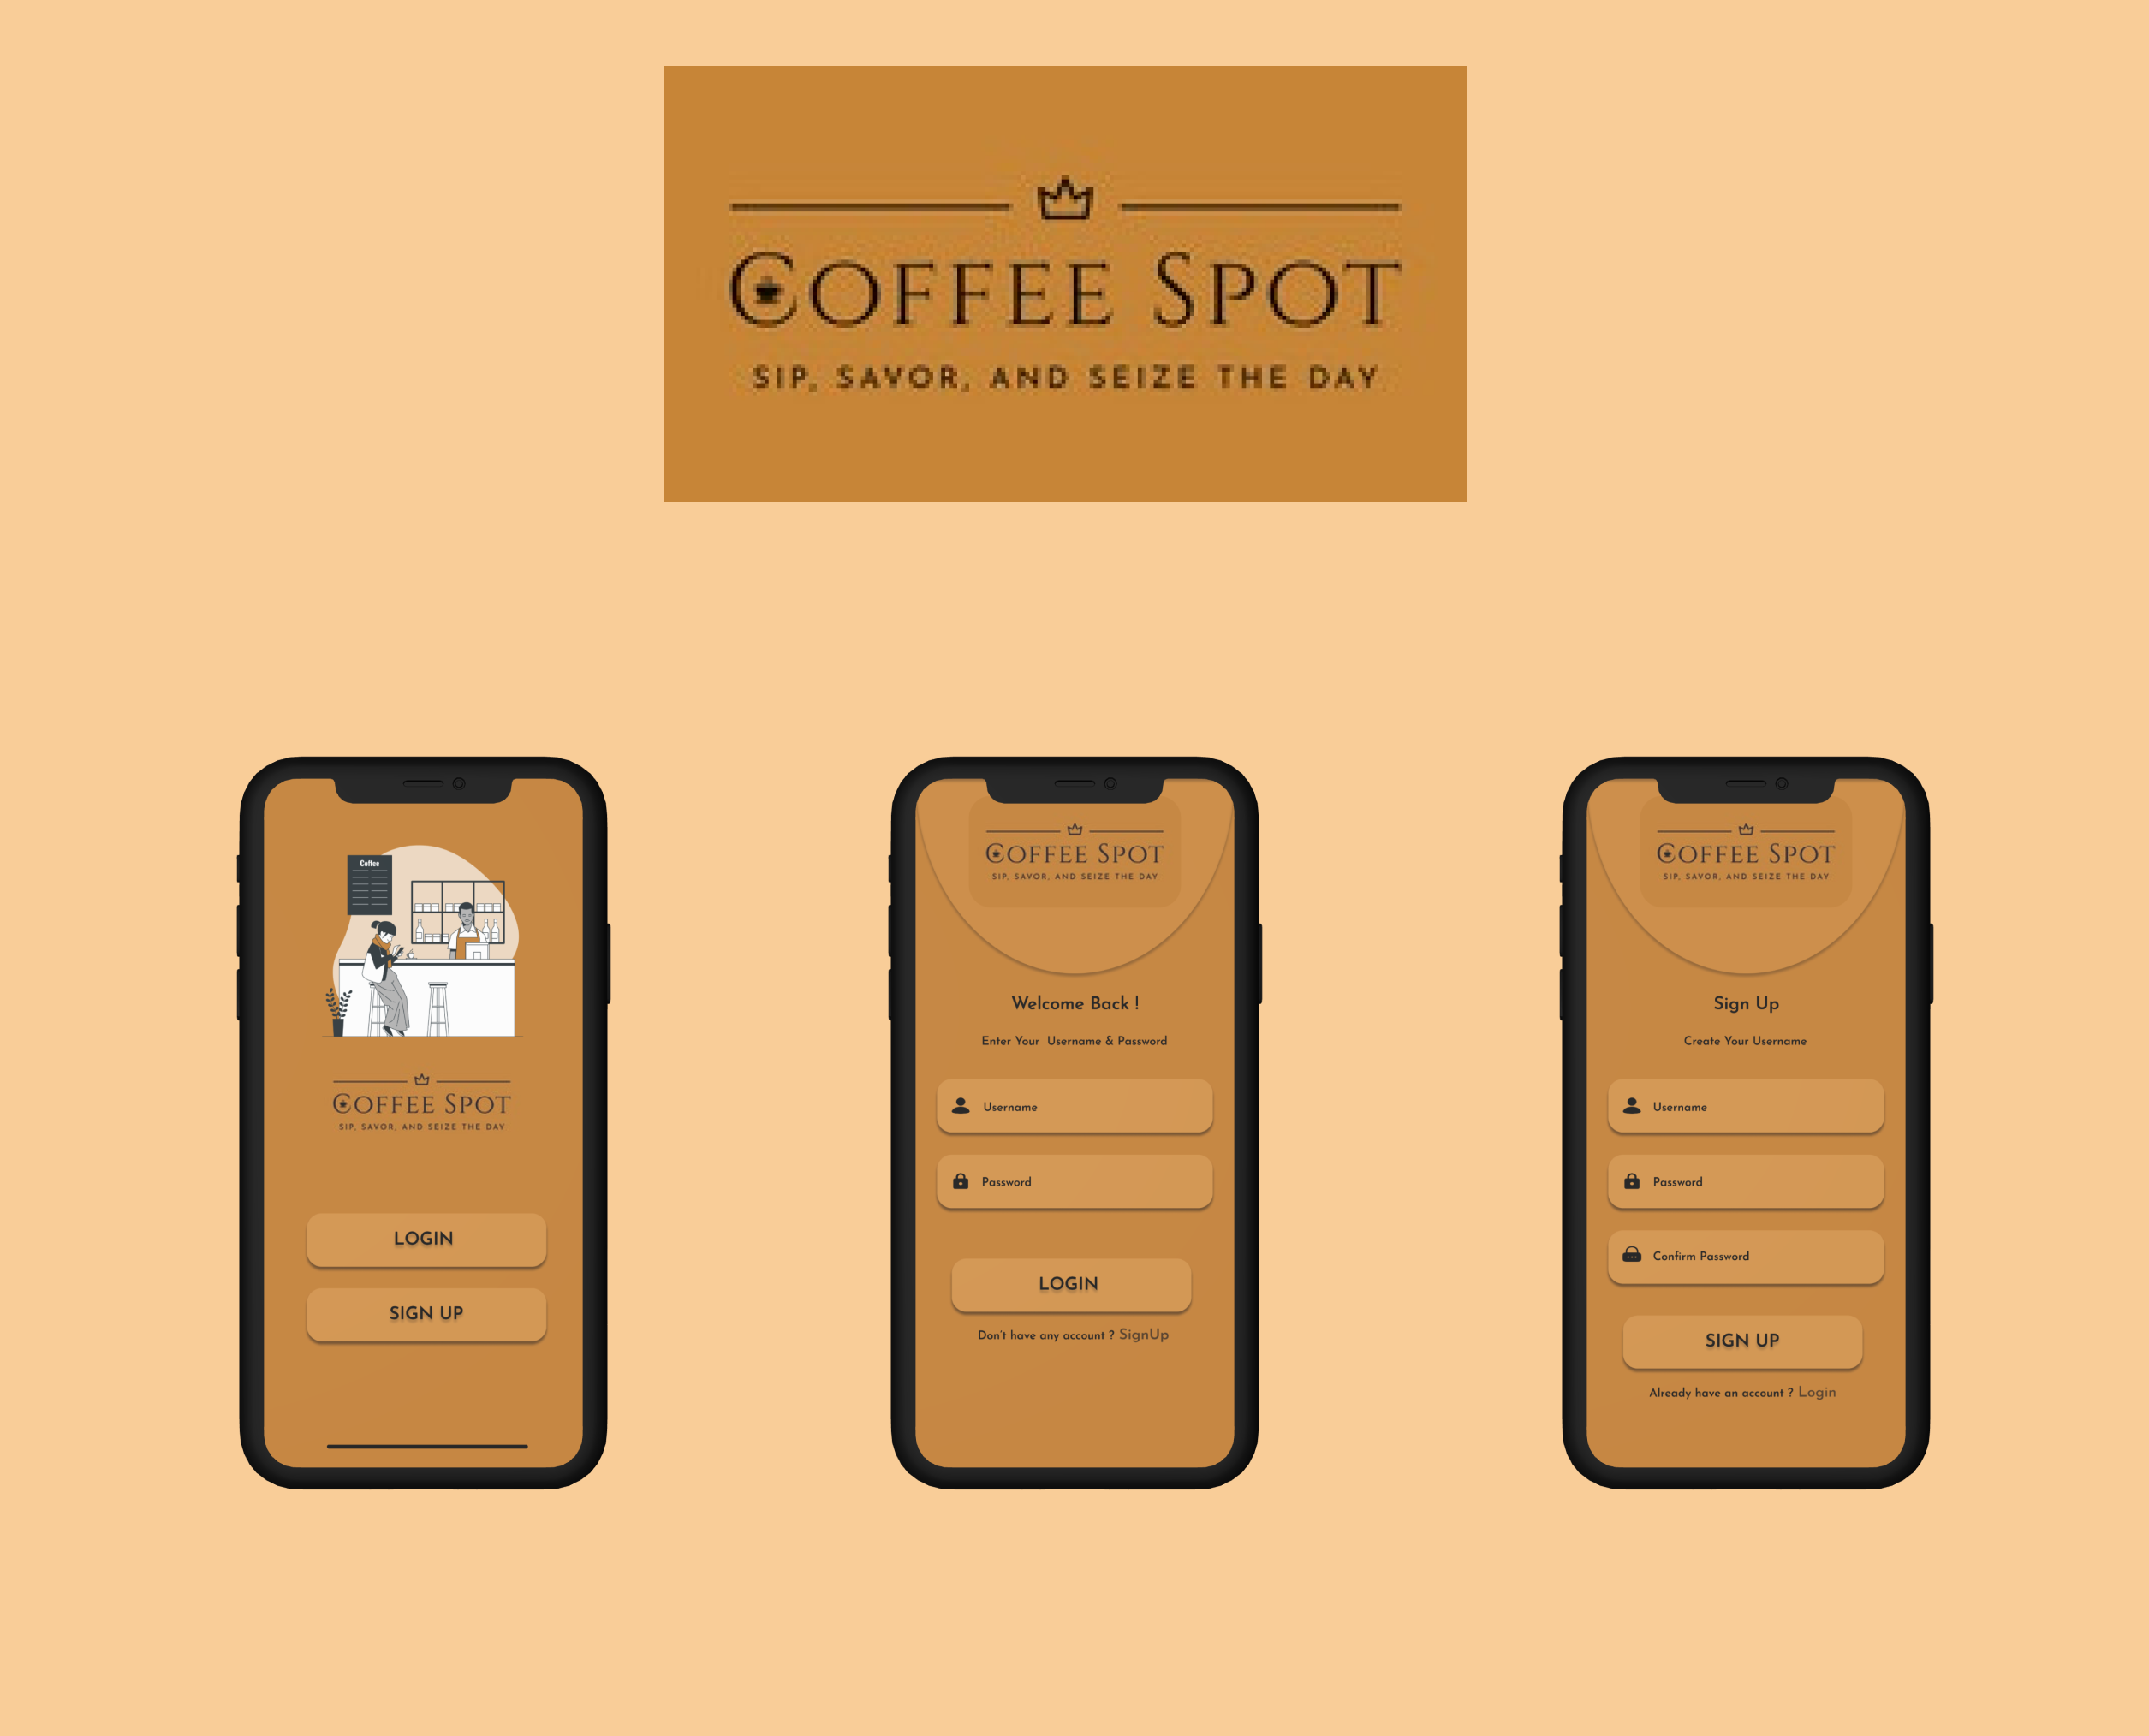 COFFEE SPOT
SIP, SAVOR, AND SEIZE THE DAY
Coffee
COFFEE SPOT
SIP, SAVOR, AND SEIZE THE DAY
LOGIN
SIGN UP
COFFEE SPOT
SIP, SAVOR, AND SEIZE THE DAY
Welcome Back !
Enter Your  Username & Password
Username
Password
LOGIN
Don't have any account ? SignUp
COFFEE SPOT
SIP, SAVOR, AND SEIZE THE DAY
Sign Up
Create Your Username
Username
Password
Confirm Password
SIGN UP
Already have an account ? Login